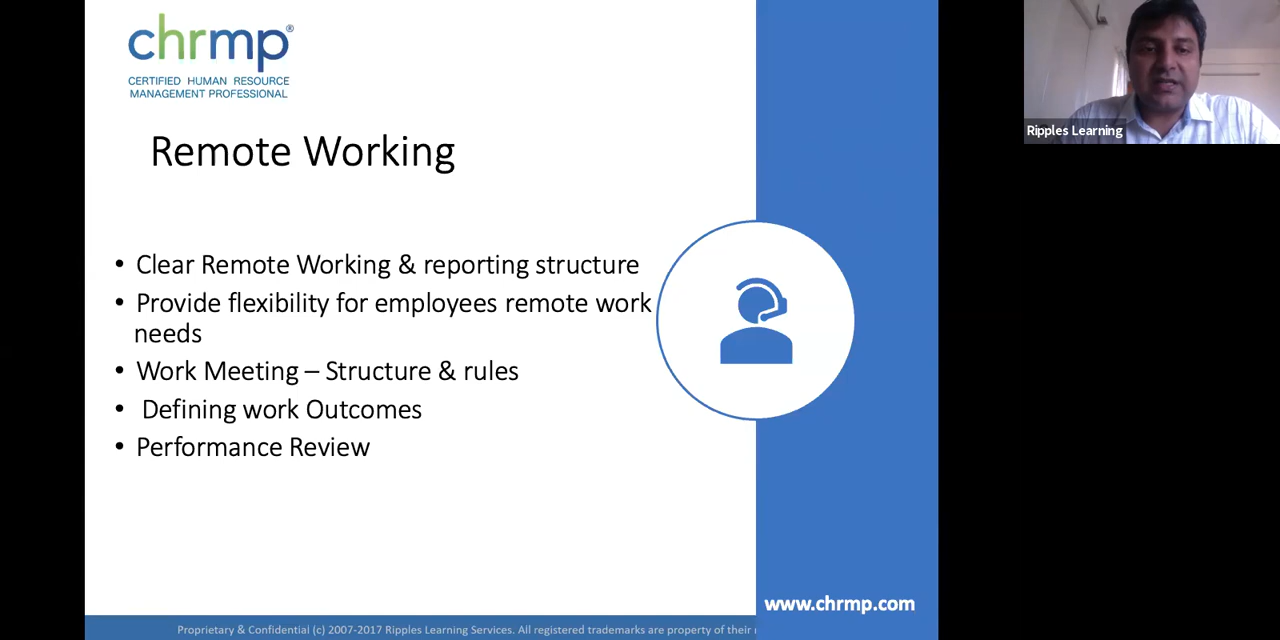 chrmp®
CERTIFIED HUMAN RESOURCE
MANAGEMENT PROFESSIONAL
Remote Working
• Clear Remote Working & reporting structure
• Provide flexibility for employees remote work
needs
• Work Meeting – Structure & rules
• Defining work Outcomes
• Performance Review
Ripples Learning
www.chrmp.com
Proprietary & Confidential (c) 2007-2017 Ripples Learning Services. All registered trademarks are property of their